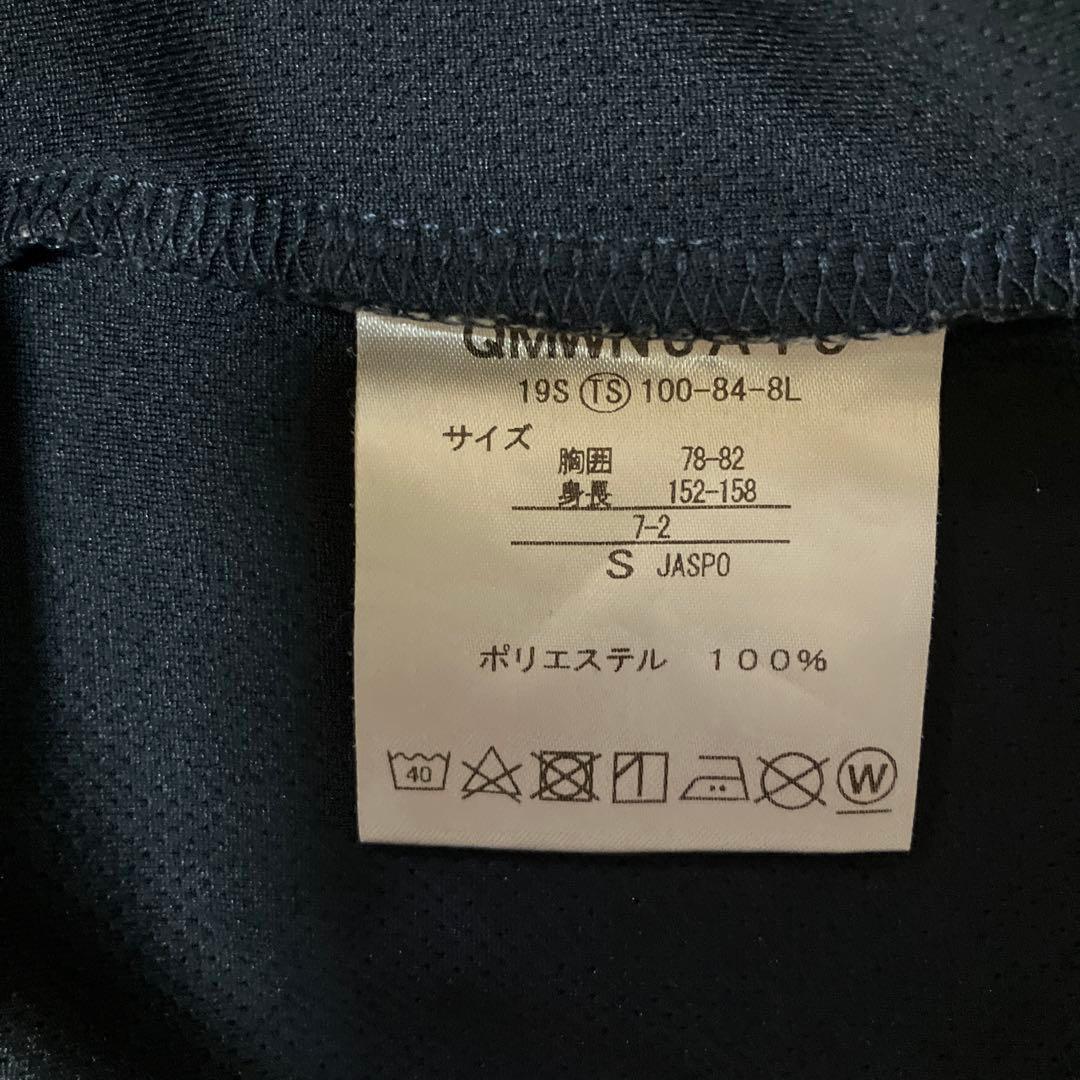 19S TS 100-84-8L
サイズ
胸囲 78-82
身長 152-158
7-2
S JASPO
ポリエステル 100%
40
W